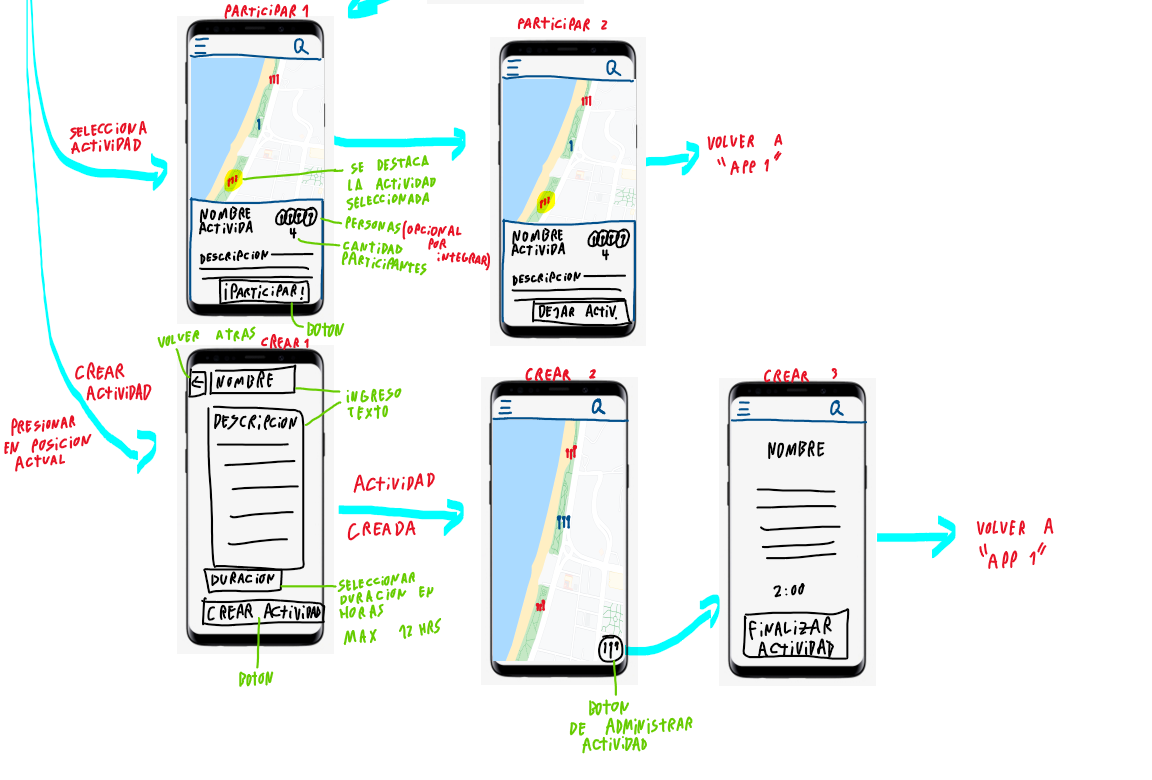 PARTICIPAR 1
SELECCIONA
ACTIVIDAD
SE DESTACA
LA ACTIVIDAD
SELECCIONADA
NOMBRE
ACTIVIDA
4
PERSONAS (OPCIONAL
POR
INTEGRAR)
CANTIDAD
PARTICIPANTES
DESCRIPCION
¡PARTICIPAR!
BOTON
PARTICIPAR 2
NOMBRE
ACTIVIDA
4
DESCRIPCION
DEJAR ACTIV.
VOLVER A
"APP 1"
CREAR
ACTIVIDAD
PRESIONAR
EN POSICION
ACTUAL
VOLVER ATRAS
CREAR 1
NOMBRE
INGRESO
TEXTO
DESCRIPCION
DURACION
SELECCIONAR
DURACION EN
HORAS
MAX 12 HRS
CREAR ACTIVIDAD
BOTON
ACTIVIDAD
CREADA
CREAR 2
BOTON
DE ADMINISTRAR
ACTIVIDAD
CREAR 3
NOMBRE
2:00
FINALIZAR
ACTIVIDAD
VOLVER A
"APP 1"